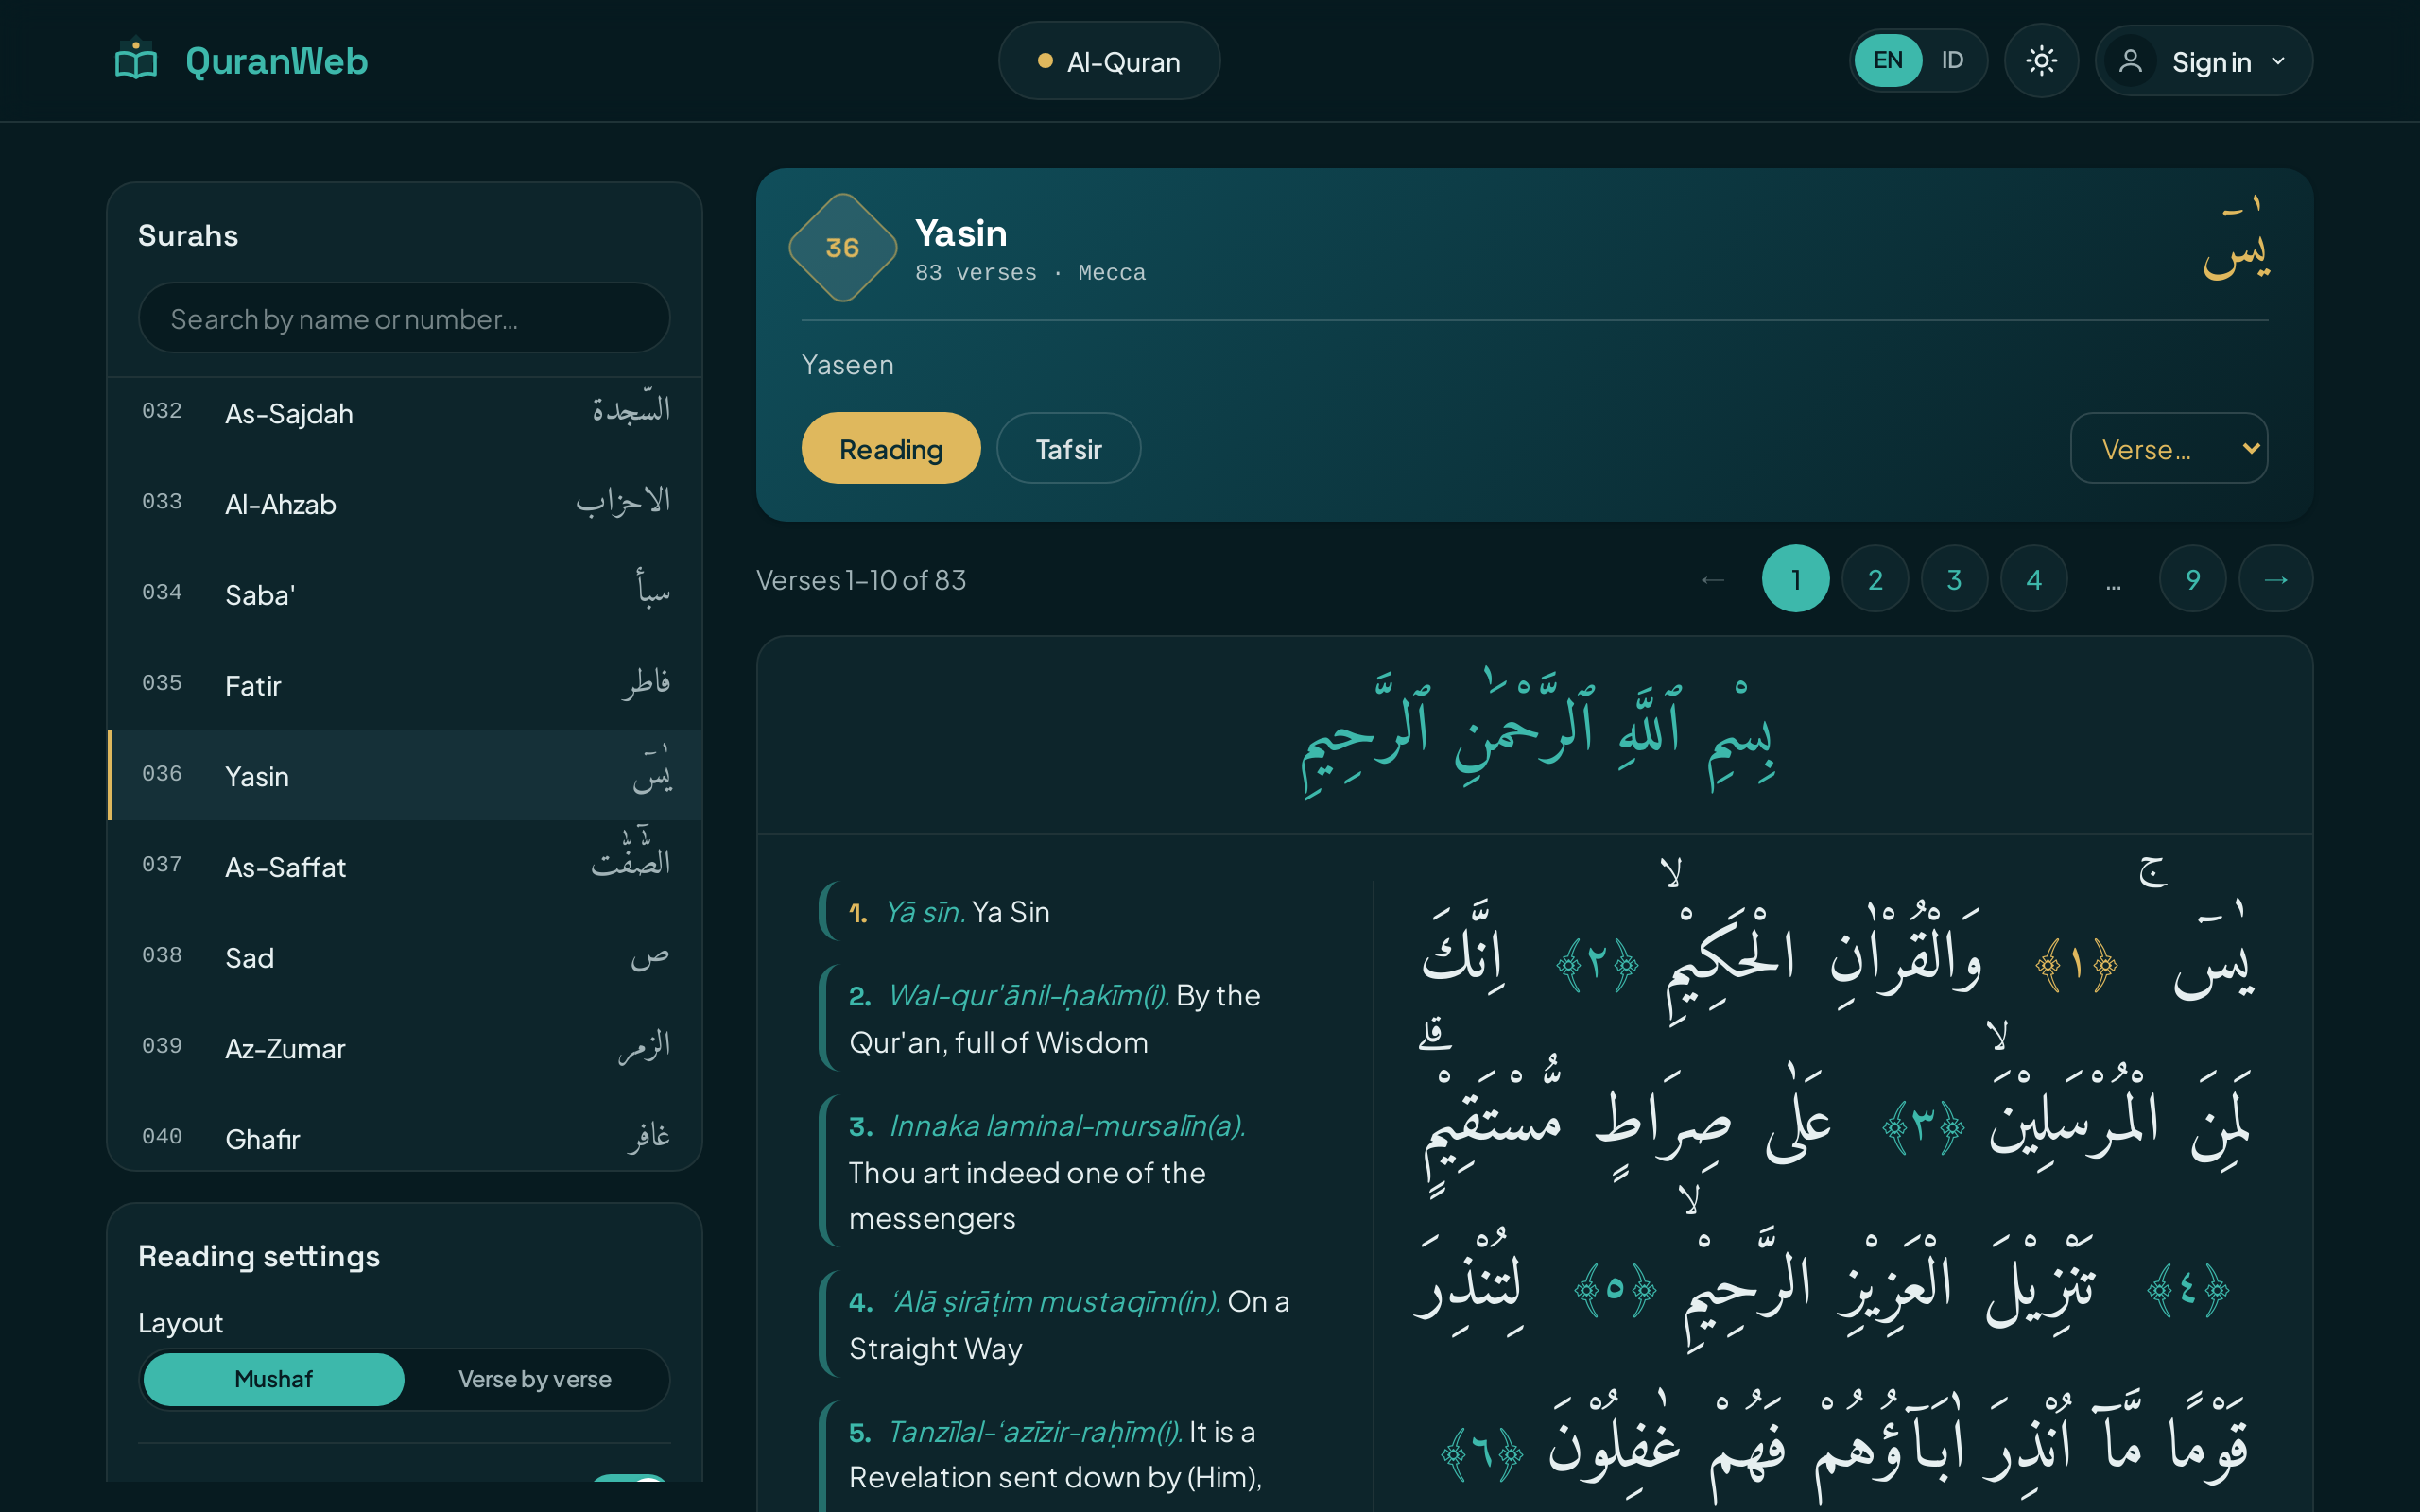 QuranWeb
Al-Quran
EN ID
Sign in
Surahs
Search by name or number...
032 As-Sajdah السّجدة
033 Al-Ahzab الاحزاب
034 Saba' سبأ
035 Fatir فاطر
036 Yasin يٰسۤ
037 As-Saffat الصّٰۤفّٰت
038 Sad ص
039 Az-Zumar الزمر
040 Ghafir غافر
Reading settings
Layout
Mushaf Verse by verse
36
Yasin
83 verses · Mecca
يٰسۤ
Yaseen
Reading Tafsir
Verse...
Verses 1–10 of 83
← 1 2 3 4 … 9 →
بِسْمِ ٱللَّهِ ٱلرَّحْمَٰنِ ٱلرَّحِيمِ
1. Yā sīn. Ya Sin
2. Wal-qur'ānil-ḥakīm(i). By the
Qur'an, full of Wisdom
3. Innaka laminal-mursalīn(a).
Thou art indeed one of the
messengers
4. ‘Alā ṣirāṭim mustaqīm(in). On a
Straight Way
5. Tanzīlal-‘azīzir-raḥīm(i). It is a
Revelation sent down by (Him),
يٰسۤ ۚ ﴿١﴾ وَالْقُرْاٰنِ الْحَكِيْمِۙ ﴿٢﴾ اِنَّكَ
لَمِنَ الْمُرْسَلِيْنَۙ ﴿٣﴾ عَلٰى صِرَاطٍ مُّسْتَقِيْمٍۗ
﴿٤﴾ تَنْزِيْلَ الْعَزِيْزِ الرَّحِيْمِۙ ﴿٥﴾ لِتُنْذِرَ
قَوْمًا مَّآ اُنْذِرَ اٰبَاۤؤُهُمْ فَهُمْ غٰفِلُوْنَ ﴿٦﴾